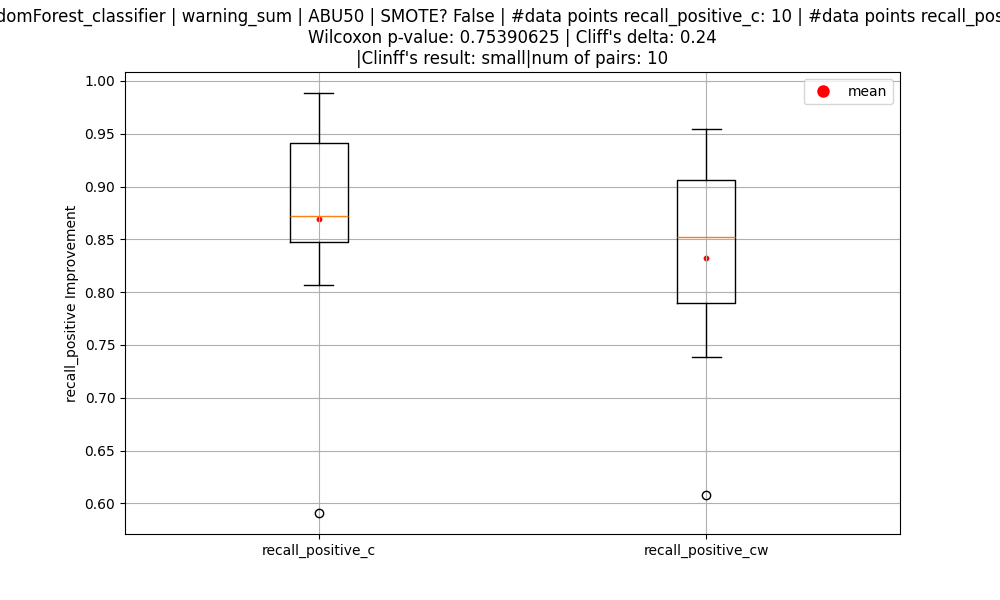 domForest_classifier | warning_sum | ABU50 | SMOTE? False | #data points recall_positive_c: 10 | #data points recall_pos
Wilcoxon p-value: 0.75390625 | Cliff's delta: 0.24
|Clinff's result: small|num of pairs: 10
mean
1.00
0.95
0.90
0.85
0.80
0.75
0.70
0.65
0.60
recall_positive Improvement
recall_positive_c
recall_positive_cw